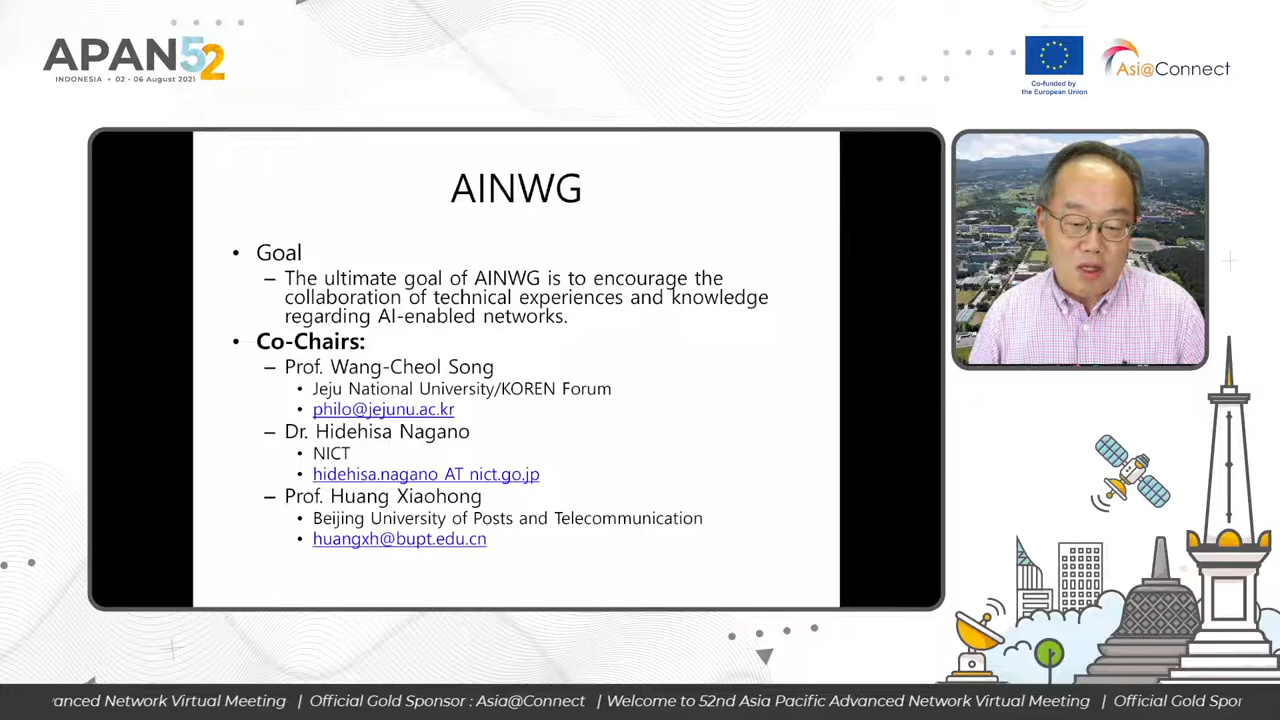 APAN52
INDONESIA • 02 - 06 August 2021
Co-funded by
the European Union
Asi@Connect
AINWG
• Goal
– The ultimate goal of AINWG is to encourage the
collaboration of technical experiences and knowledge
regarding AI-enabled networks.
• Co-Chairs:
– Prof. Wang-Cheol Song
• Jeju National University/KOREN Forum
• philo@jejunu.ac.kr
– Dr. Hidehisa Nagano
• NICT
• hidehisa.nagano AT nict.go.jp
– Prof. Huang Xiaohong
• Beijing University of Posts and Telecommunication
• huangxh@bupt.edu.cn
anced Network Virtual Meeting | Official Gold Sponsor : Asia@Connect | Welcome to 52nd Asia Pacific Advanced Network Virtual Meeting | Official Gold Spor